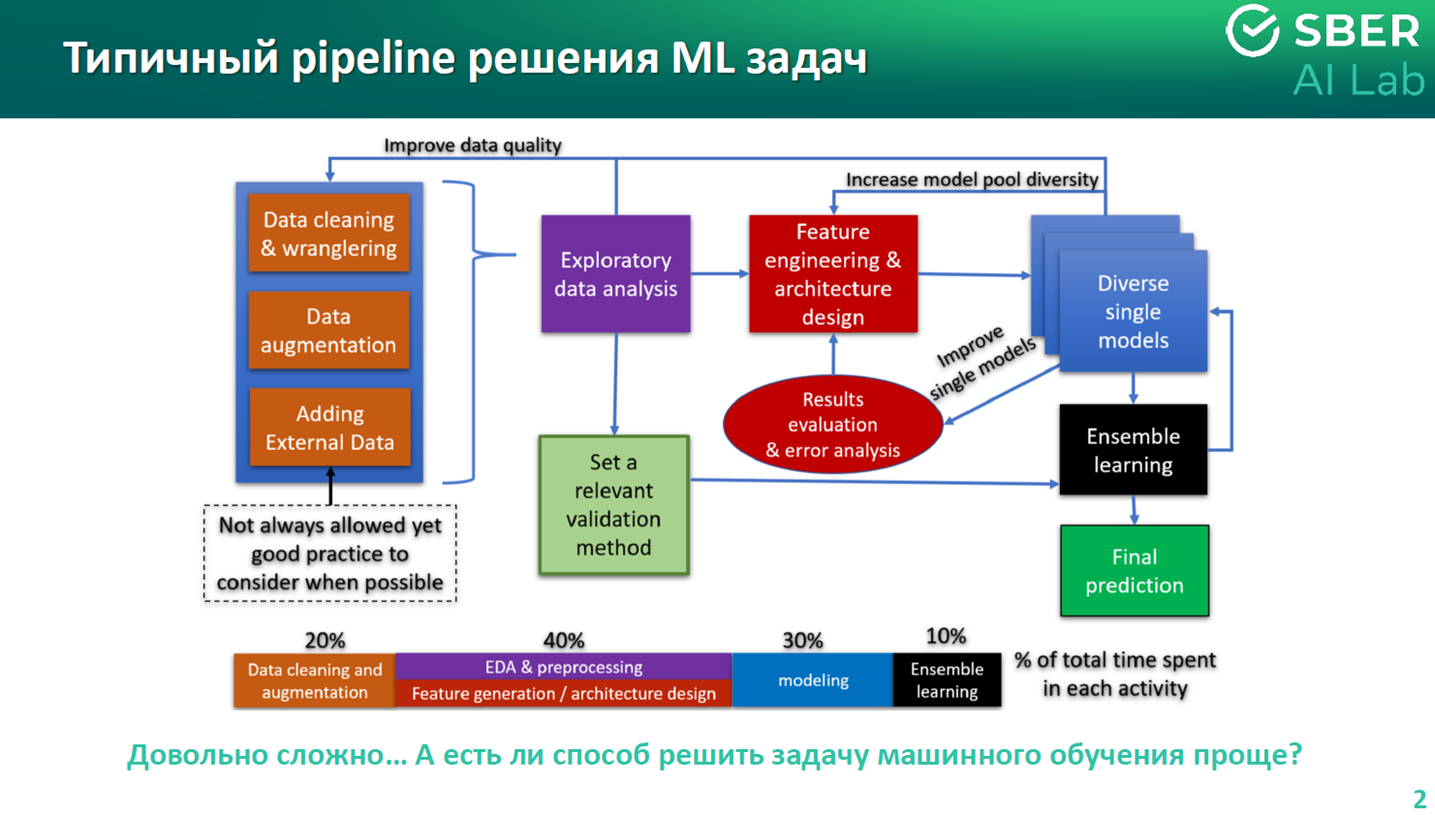 Типичный pipeline решения ML задач
SBER
AI Lab
Improve data quality
Increase model pool diversity
Data cleaning
& wranglering
Data
augmentation
Adding
External Data
Not always allowed yet
good practice to
consider when possible
Exploratory
data analysis
Feature
engineering &
architecture
design
Diverse
single
models
Improve
single models
Results
evaluation
& error analysis
Set a
relevant
validation
method
Ensemble
learning
Final
prediction
20%
40%
30%
10%
Data cleaning and
augmentation
EDA & preprocessing
Feature generation / architecture design
modeling
Ensemble
learning
% of total time spent
in each activity
Довольно сложно... А есть ли способ решить задачу машинного обучения проще?
2